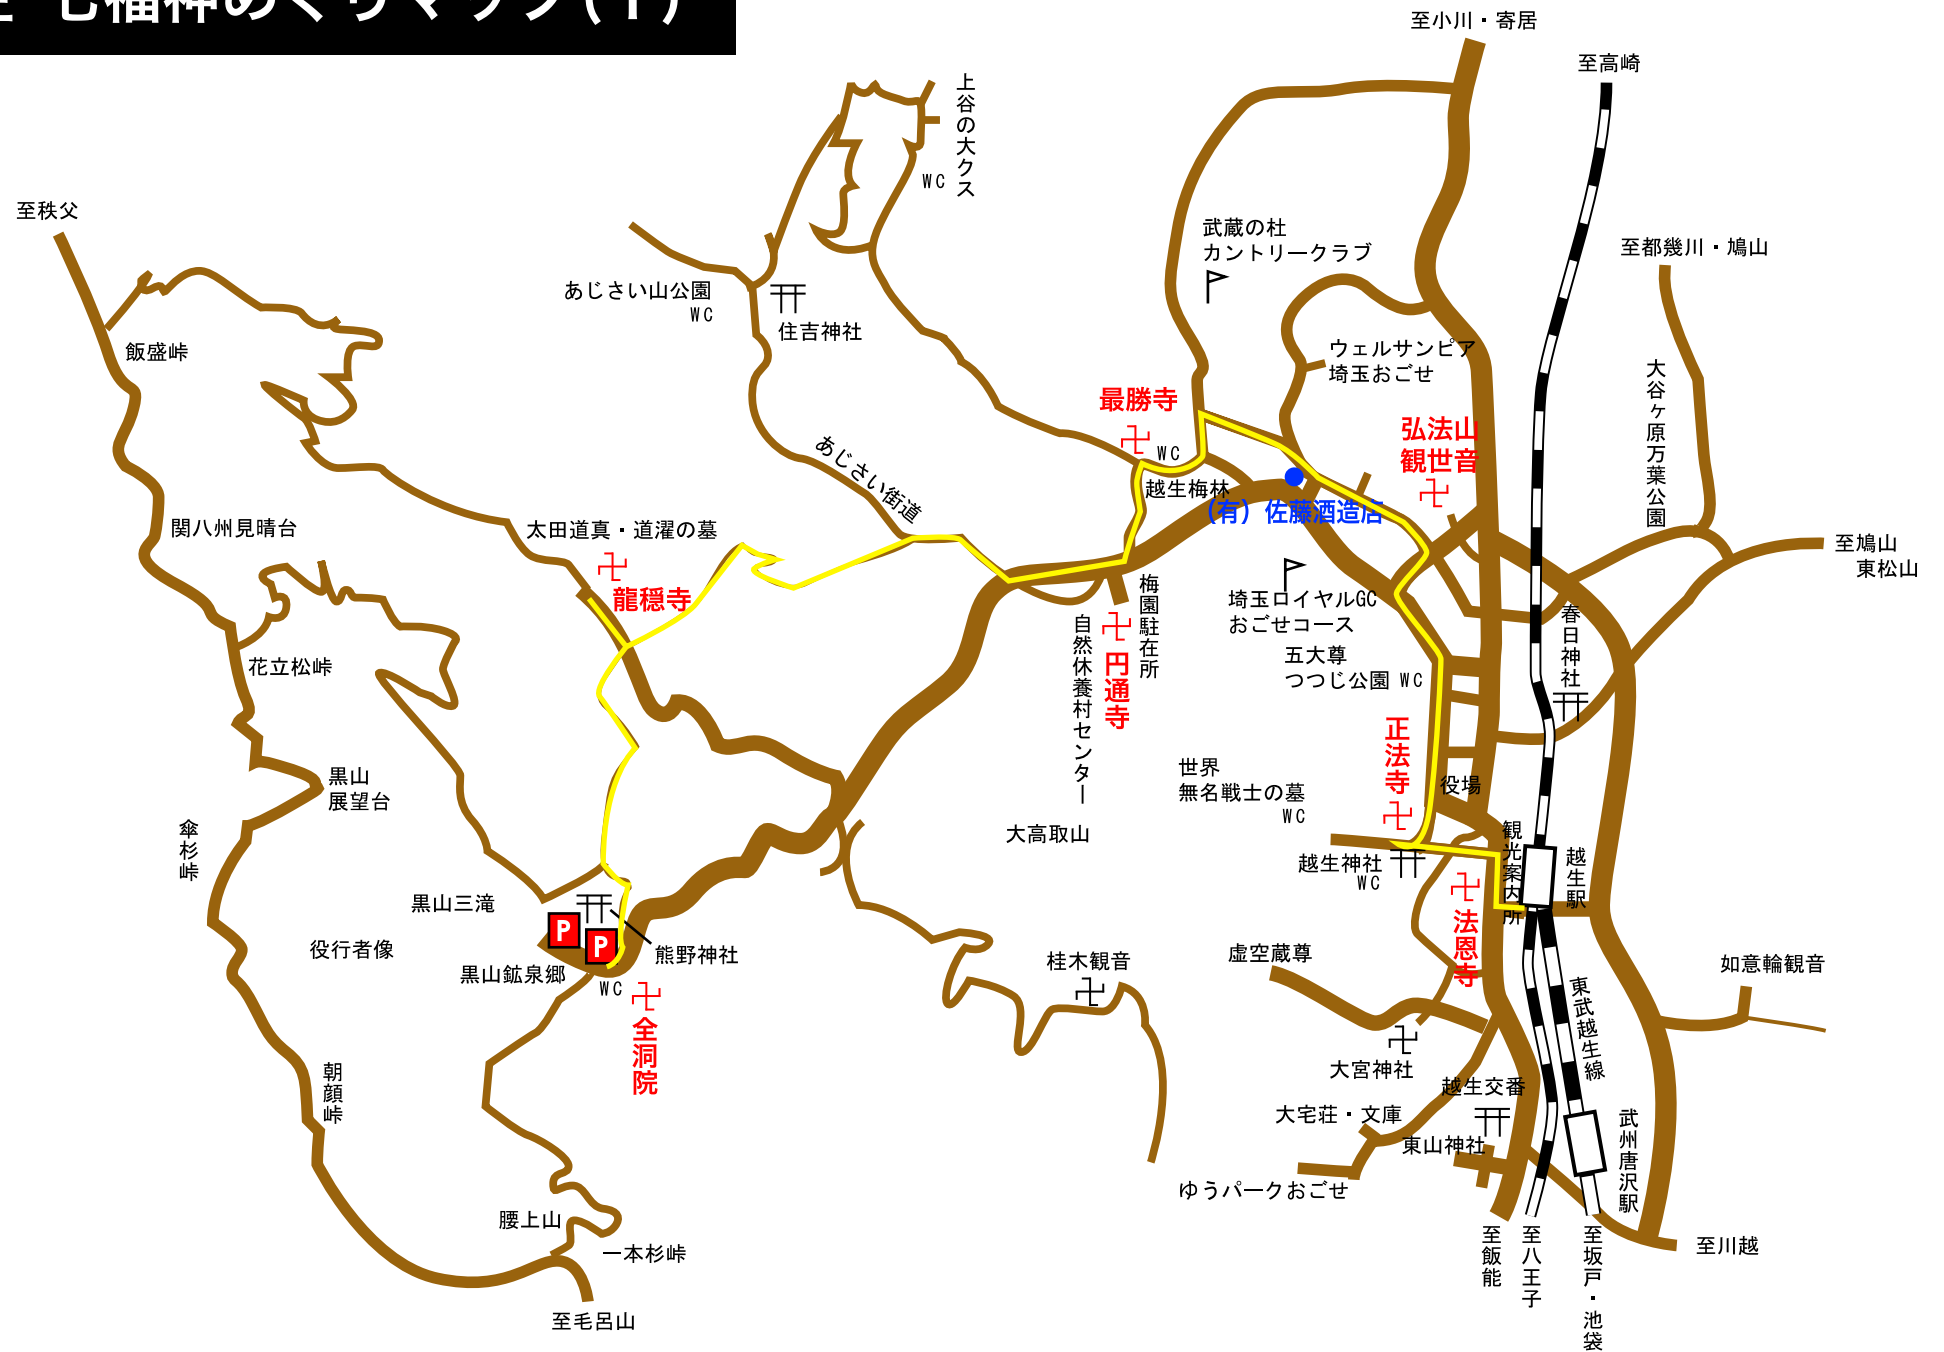 七福神めぐりマップ(1)
至小川・寄居
至高崎
上谷の大クス
WC
至秩父
武蔵の杜
カントリークラブ
至都幾川・鳩山
あじさい山公園
WC
住吉神社
飯盛峠
ウェルサンピア
埼玉おごせ
大谷ヶ原万葉公園
最勝寺
WC
弘法山
観世音
あじさい街道
越生梅林
(有)佐藤酒造店
関八州見晴台
太田道真・道灌の墓
至鳩山
東松山
龍穏寺
梅園駐在所
埼玉ロイヤルGC
おごせコース
自然休養村センター
円通寺
春日神社
五大尊
つつじ公園 WC
花立松峠
正法寺
世界
無名戦士の墓
WC
役場
黒山
展望台
大高取山
傘杉峠
観光案内所
越生駅
越生神社
WC
黒山三滝
P
P
法恩寺
役行者像
熊野神社
黒山鉱泉郷
WC
桂木観音
虚空蔵尊
如意輪観音
全洞院
東武越生線
大宮神社
朝顔峠
越生交番
大宅荘・文庫
東山神社
武州唐沢駅
ゆうパークおごせ
腰上山
一本杉峠
至飯能
至八王子
至坂戸・池袋
至川越
至毛呂山